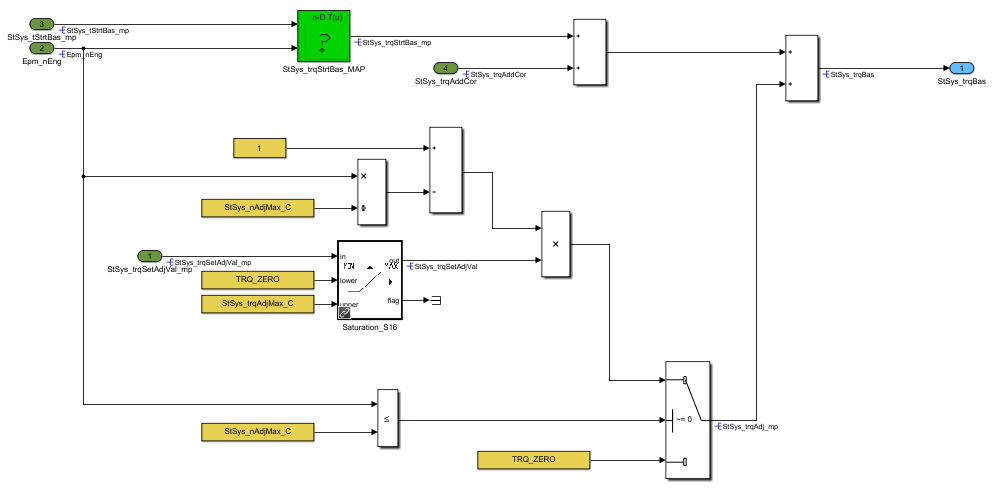 n-D T(u)
3
StSys_tStrtBas_mp
StSys_tStrtBas_mp
2
Epm_nEng
Epm_nEng
StSys_trqStrtBas_MAP
StSys_trqStrtBas_mp
4
StSys_trqAddCor
StSys_trqAddCor
+
+
+
+
StSys_trqBas
1
StSys_trqBas
1
StSys_nAdjMax_C
×
÷
+
−
×
1
StSys_trqSetAdjVal_mp
StSys_trqSetAdjVal_mp
TRQ_ZERO
StSys_trqAdjMax_C
in
lower
upper
out
flag
Saturation_S16
StSys_trqSetAdjVal
StSys_nAdjMax_C
≤
~= 0
StSys_trqAdj_mp
TRQ_ZERO